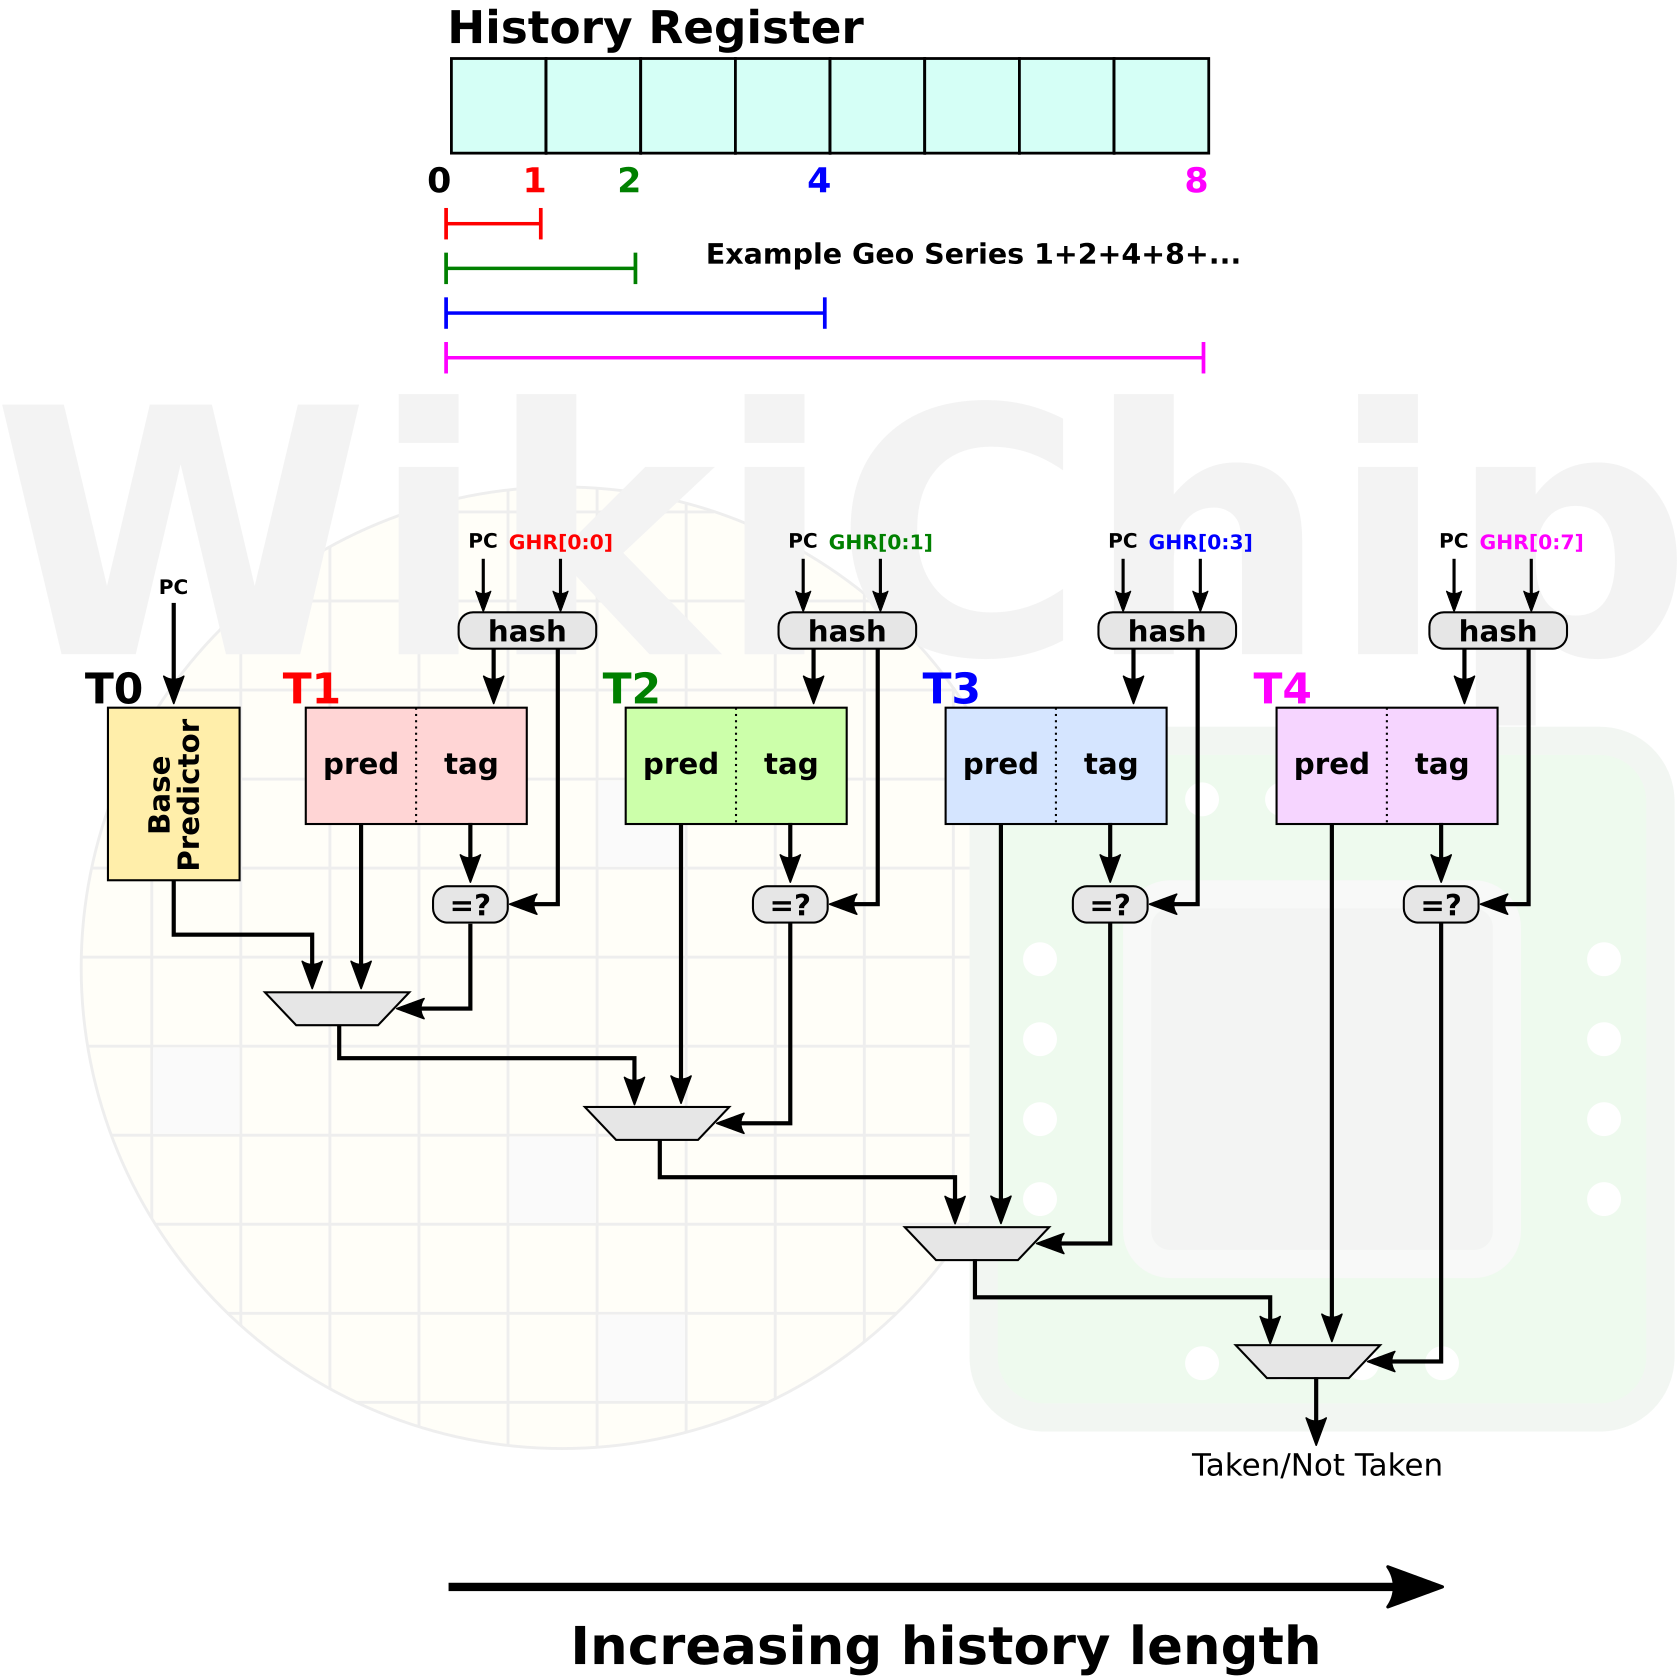 History Register
0 1 2 4 8
Example Geo Series 1+2+4+8+...
WikiChip
PC GHR[0:0] PC GHR[0:1] PC GHR[0:3] PC GHR[0:7]
PC
hash hash hash hash
T0 T1 T2 T3 T4
Base
Predictor
pred tag pred tag pred tag pred tag
=? =? =? =?
Taken/Not Taken
Increasing history length